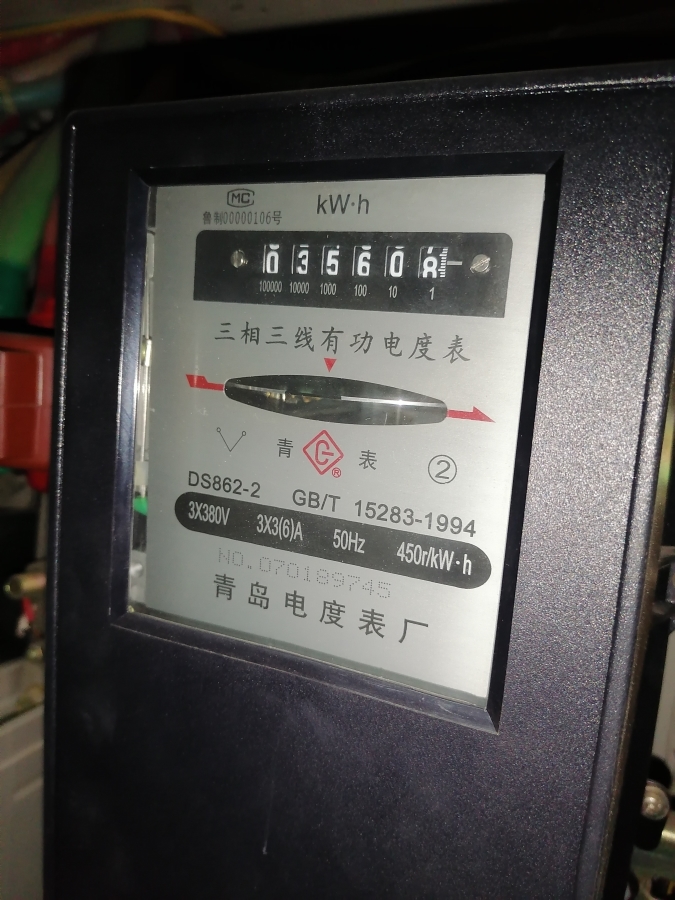 MC
kW·h
鲁制00000106号
0 3 5 6 0 8
100000 10000 1000 100 10 1
三相三线有功电度表
青 G ® 表 ②
DS862-2 GB/T 15283-1994
3X380V 3X3(6)A 50Hz 450r/kW·h
NO.070189745
青岛电度表厂